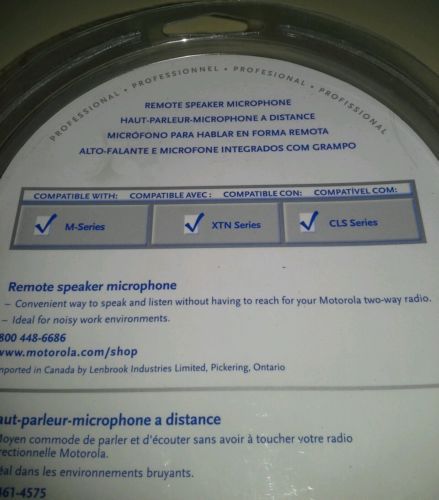 PROFESSIONAL • PROFESSIONNEL • PROFESIONAL • PROFISSIONAL
REMOTE SPEAKER MICROPHONE
HAUT-PARLEUR-MICROPHONE A DISTANCE
MICRÓFONO PARA HABLAR EN FORMA REMOTA
ALTO-FALANTE E MICROFONE INTEGRADOS COM GRAMPO
COMPATIBLE WITH: COMPATIBLE AVEC : COMPATIBLE CON: COMPATÍVEL COM:
M-Series XTN Series CLS Series
Remote speaker microphone
– Convenient way to speak and listen without having to reach for your Motorola two-way radio.
– Ideal for noisy work environments.
800 448-6686
www.motorola.com/shop
mported in Canada by Lenbrook Industries Limited, Pickering, Ontario
aut-parleur-microphone a distance
Moyen commode de parler et d'écouter sans avoir à toucher votre radio
rectionnelle Motorola.
éal dans les environnements bruyants.
461-4575